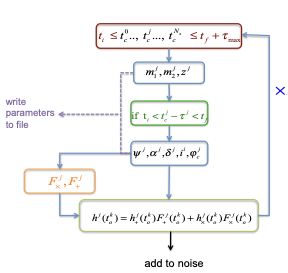 t_i ≤ t_c^0 .., t_c^j ..., t_c^{N_s} ≤ t_f + τ_max
m_1^j, m_2^j, z^j
write
parameters
to file
if t_i < t_c^j − τ^j < t_f
×
ψ^j, α^j, δ^j, ι^j, φ_c^j
F_×^j, F_+^j
h^j(t_o^k) = h_+^j(t_o^k)F_+^j(t_o^k) + h_×^j(t_o^k)F_×^j(t_o^k)
add to noise